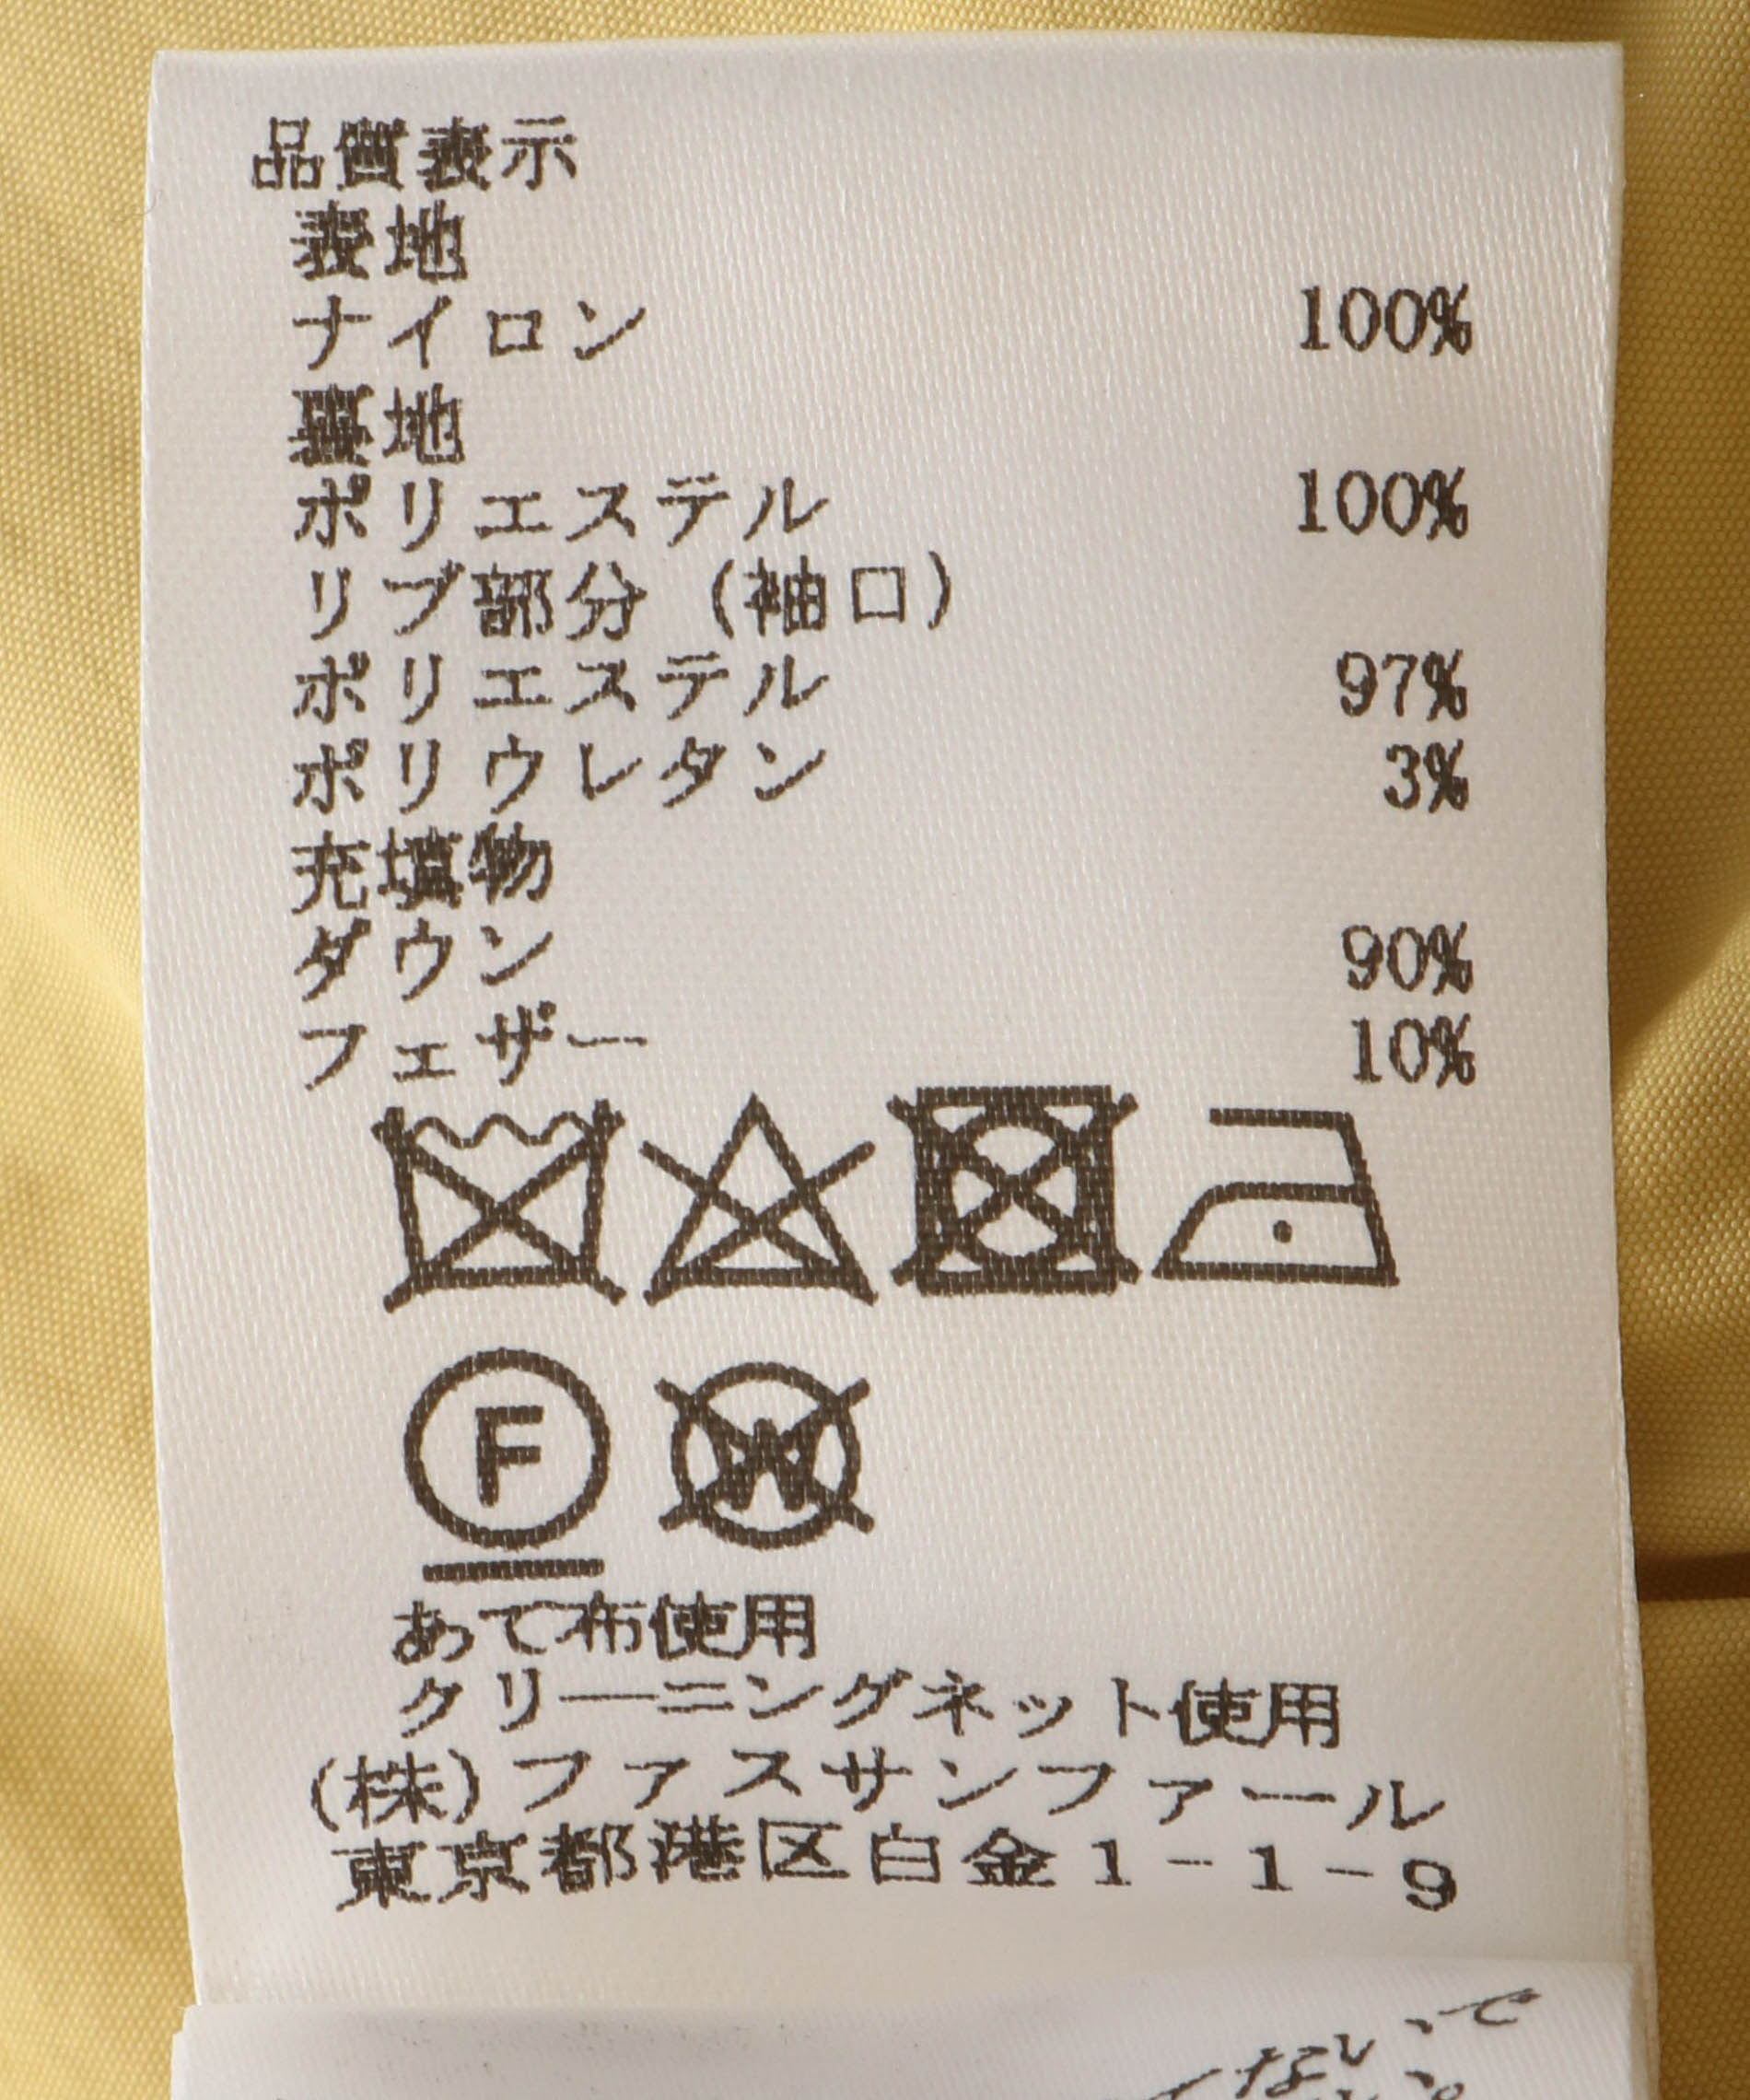 品質表示
表地
ナイロン 100%
裏地
ポリエステル 100%
リブ部分(袖口)
ポリエステル 97%
ポリウレタン 3%
充填物
ダウン 90%
フェザー 10%
F
W
あて布使用
クリーニングネット使用
(株)ファスサンファール
東京都港区白金1-1-9
ないで